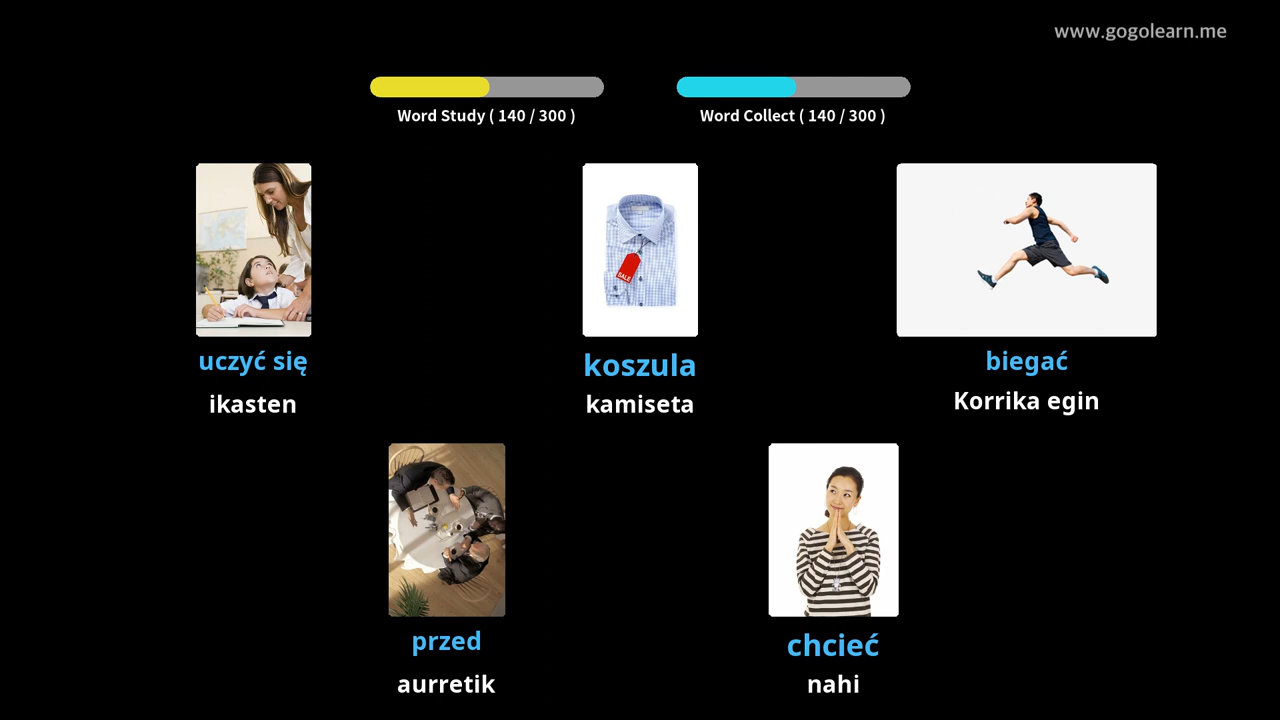 www.gogolearn.me
Word Study ( 140 / 300 )
Word Collect ( 140 / 300 )
SALE
uczyć się
ikasten
koszula
kamiseta
biegać
Korrika egin
przed
aurretik
chcieć
nahi